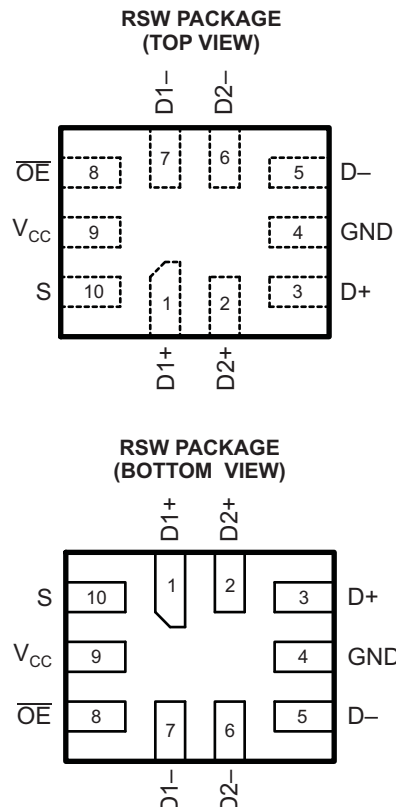 RSW PACKAGE
(TOP VIEW)
D1– D2–
7 6
OE 8 5 D–
VCC 9 4 GND
S 10 3 D+
1 2
D1+ D2+
RSW PACKAGE
(BOTTOM VIEW)
D1+ D2+
1 2
S 10 3 D+
VCC 9 4 GND
OE 8 5 D–
7 6
D1– D2–